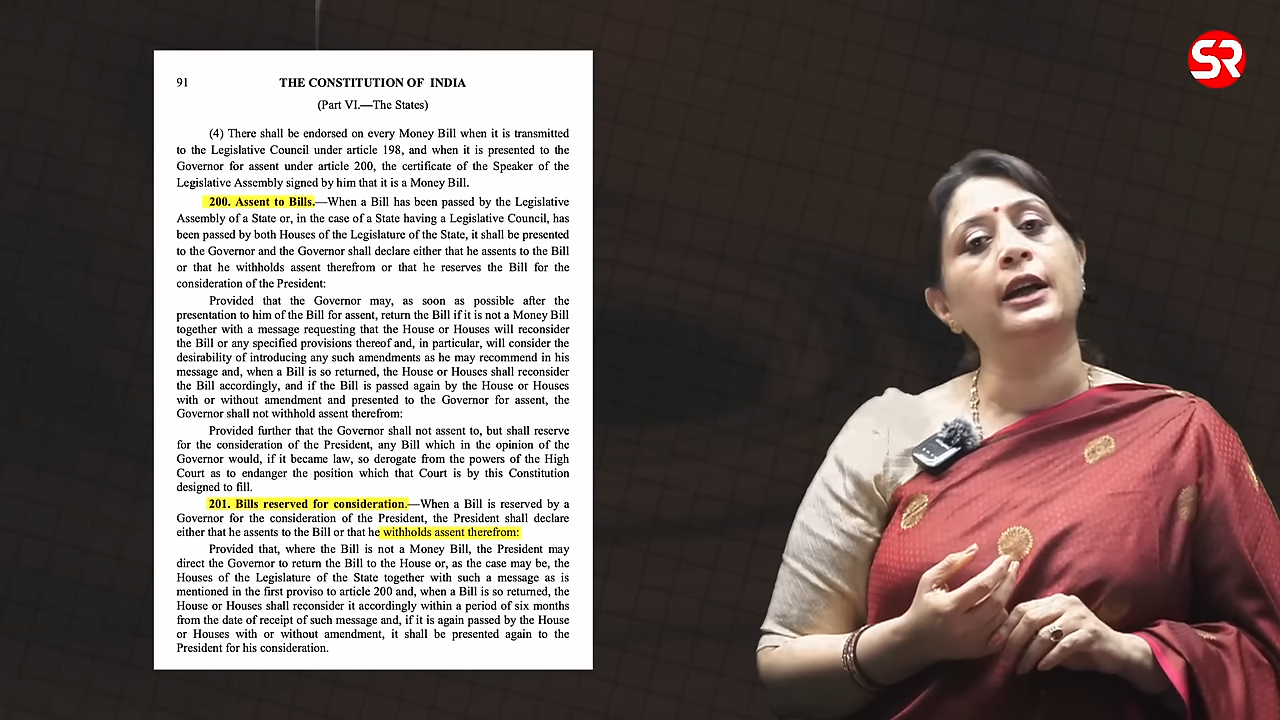 SR
91 THE CONSTITUTION OF INDIA
(Part VI.—The States)
(4) There shall be endorsed on every Money Bill when it is transmitted
to the Legislative Council under article 198, and when it is presented to the
Governor for assent under article 200, the certificate of the Speaker of the
Legislative Assembly signed by him that it is a Money Bill.
200. Assent to Bills.—When a Bill has been passed by the Legislative
Assembly of a State or, in the case of a State having a Legislative Council, has
been passed by both Houses of the Legislature of the State, it shall be presented
to the Governor and the Governor shall declare either that he assents to the Bill
or that he withholds assent therefrom or that he reserves the Bill for the
consideration of the President:
Provided that the Governor may, as soon as possible after the
presentation to him of the Bill for assent, return the Bill if it is not a Money Bill
together with a message requesting that the House or Houses will reconsider
the Bill or any specified provisions thereof and, in particular, will consider the
desirability of introducing any such amendments as he may recommend in his
message and, when a Bill is so returned, the House or Houses shall reconsider
the Bill accordingly, and if the Bill is passed again by the House or Houses
with or without amendment and presented to the Governor for assent, the
Governor shall not withhold assent therefrom:
Provided further that the Governor shall not assent to, but shall reserve
for the consideration of the President, any Bill which in the opinion of the
Governor would, if it became law, so derogate from the powers of the High
Court as to endanger the position which that Court is by this Constitution
designed to fill.
201. Bills reserved for consideration.—When a Bill is reserved by a
Governor for the consideration of the President, the President shall declare
either that he assents to the Bill or that he withholds assent therefrom:
Provided that, where the Bill is not a Money Bill, the President may
direct the Governor to return the Bill to the House or, as the case may be, the
Houses of the Legislature of the State together with such a message as is
mentioned in the first proviso to article 200 and, when a Bill is so returned, the
House or Houses shall reconsider it accordingly within a period of six months
from the date of receipt of such message and, if it is again passed by the House
or Houses with or without amendment, it shall be presented again to the
President for his consideration.